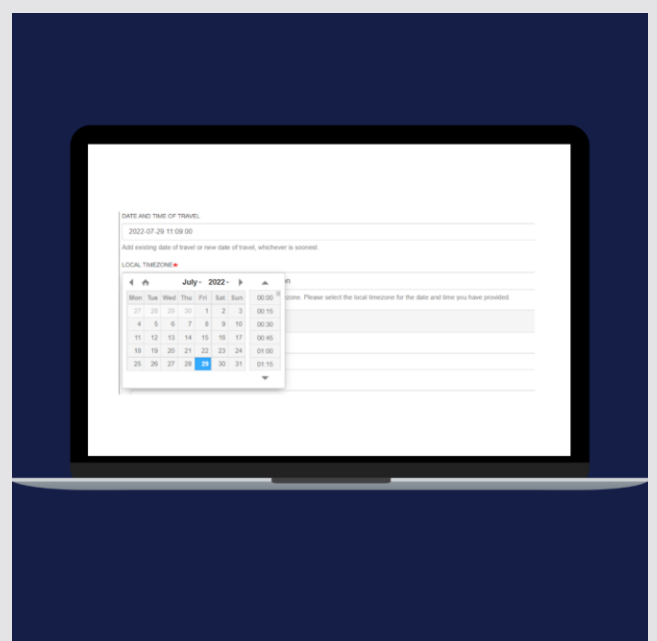 DATE AND TIME OF TRAVEL
2022-07-29 11:09:00
Add existing date of travel or new date of travel, whichever is soonest.
LOCAL TIMEZONE*
July 2022
on
Mon Tue Wed Thu Fri Sat Sun 00:00
zone. Please select the local timezone for the date and time you have provided.
27 28 29 30 1 2 3 00:15
4 5 6 7 8 9 10 00:30
11 12 13 14 15 16 17 00:45
18 19 20 21 22 23 24 01:00
25 26 27 28 29 30 31 01:15